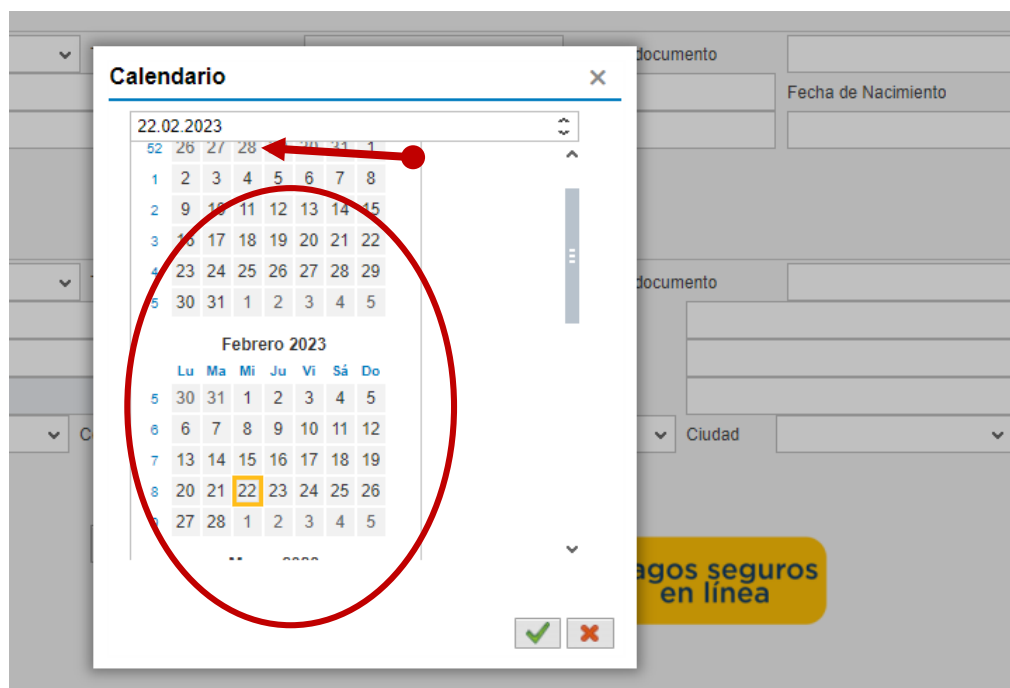 documento
Fecha de Nacimiento
Calendario
22.02.2023
52 26 27 28 30 31 1
1 2 3 4 5 6 7 8
2 9 10 11 12 13 14 15
3 16 17 18 19 20 21 22
4 23 24 25 26 27 28 29
5 30 31 1 2 3 4 5
documento
Febrero 2023
Lu Ma Mi Ju Vi Sá Do
5 30 31 1 2 3 4 5
6 6 7 8 9 10 11 12
7 13 14 15 16 17 18 19
8 20 21 22 23 24 25 26
9 27 28 1 2 3 4 5
Ciudad
agos seguros
en línea